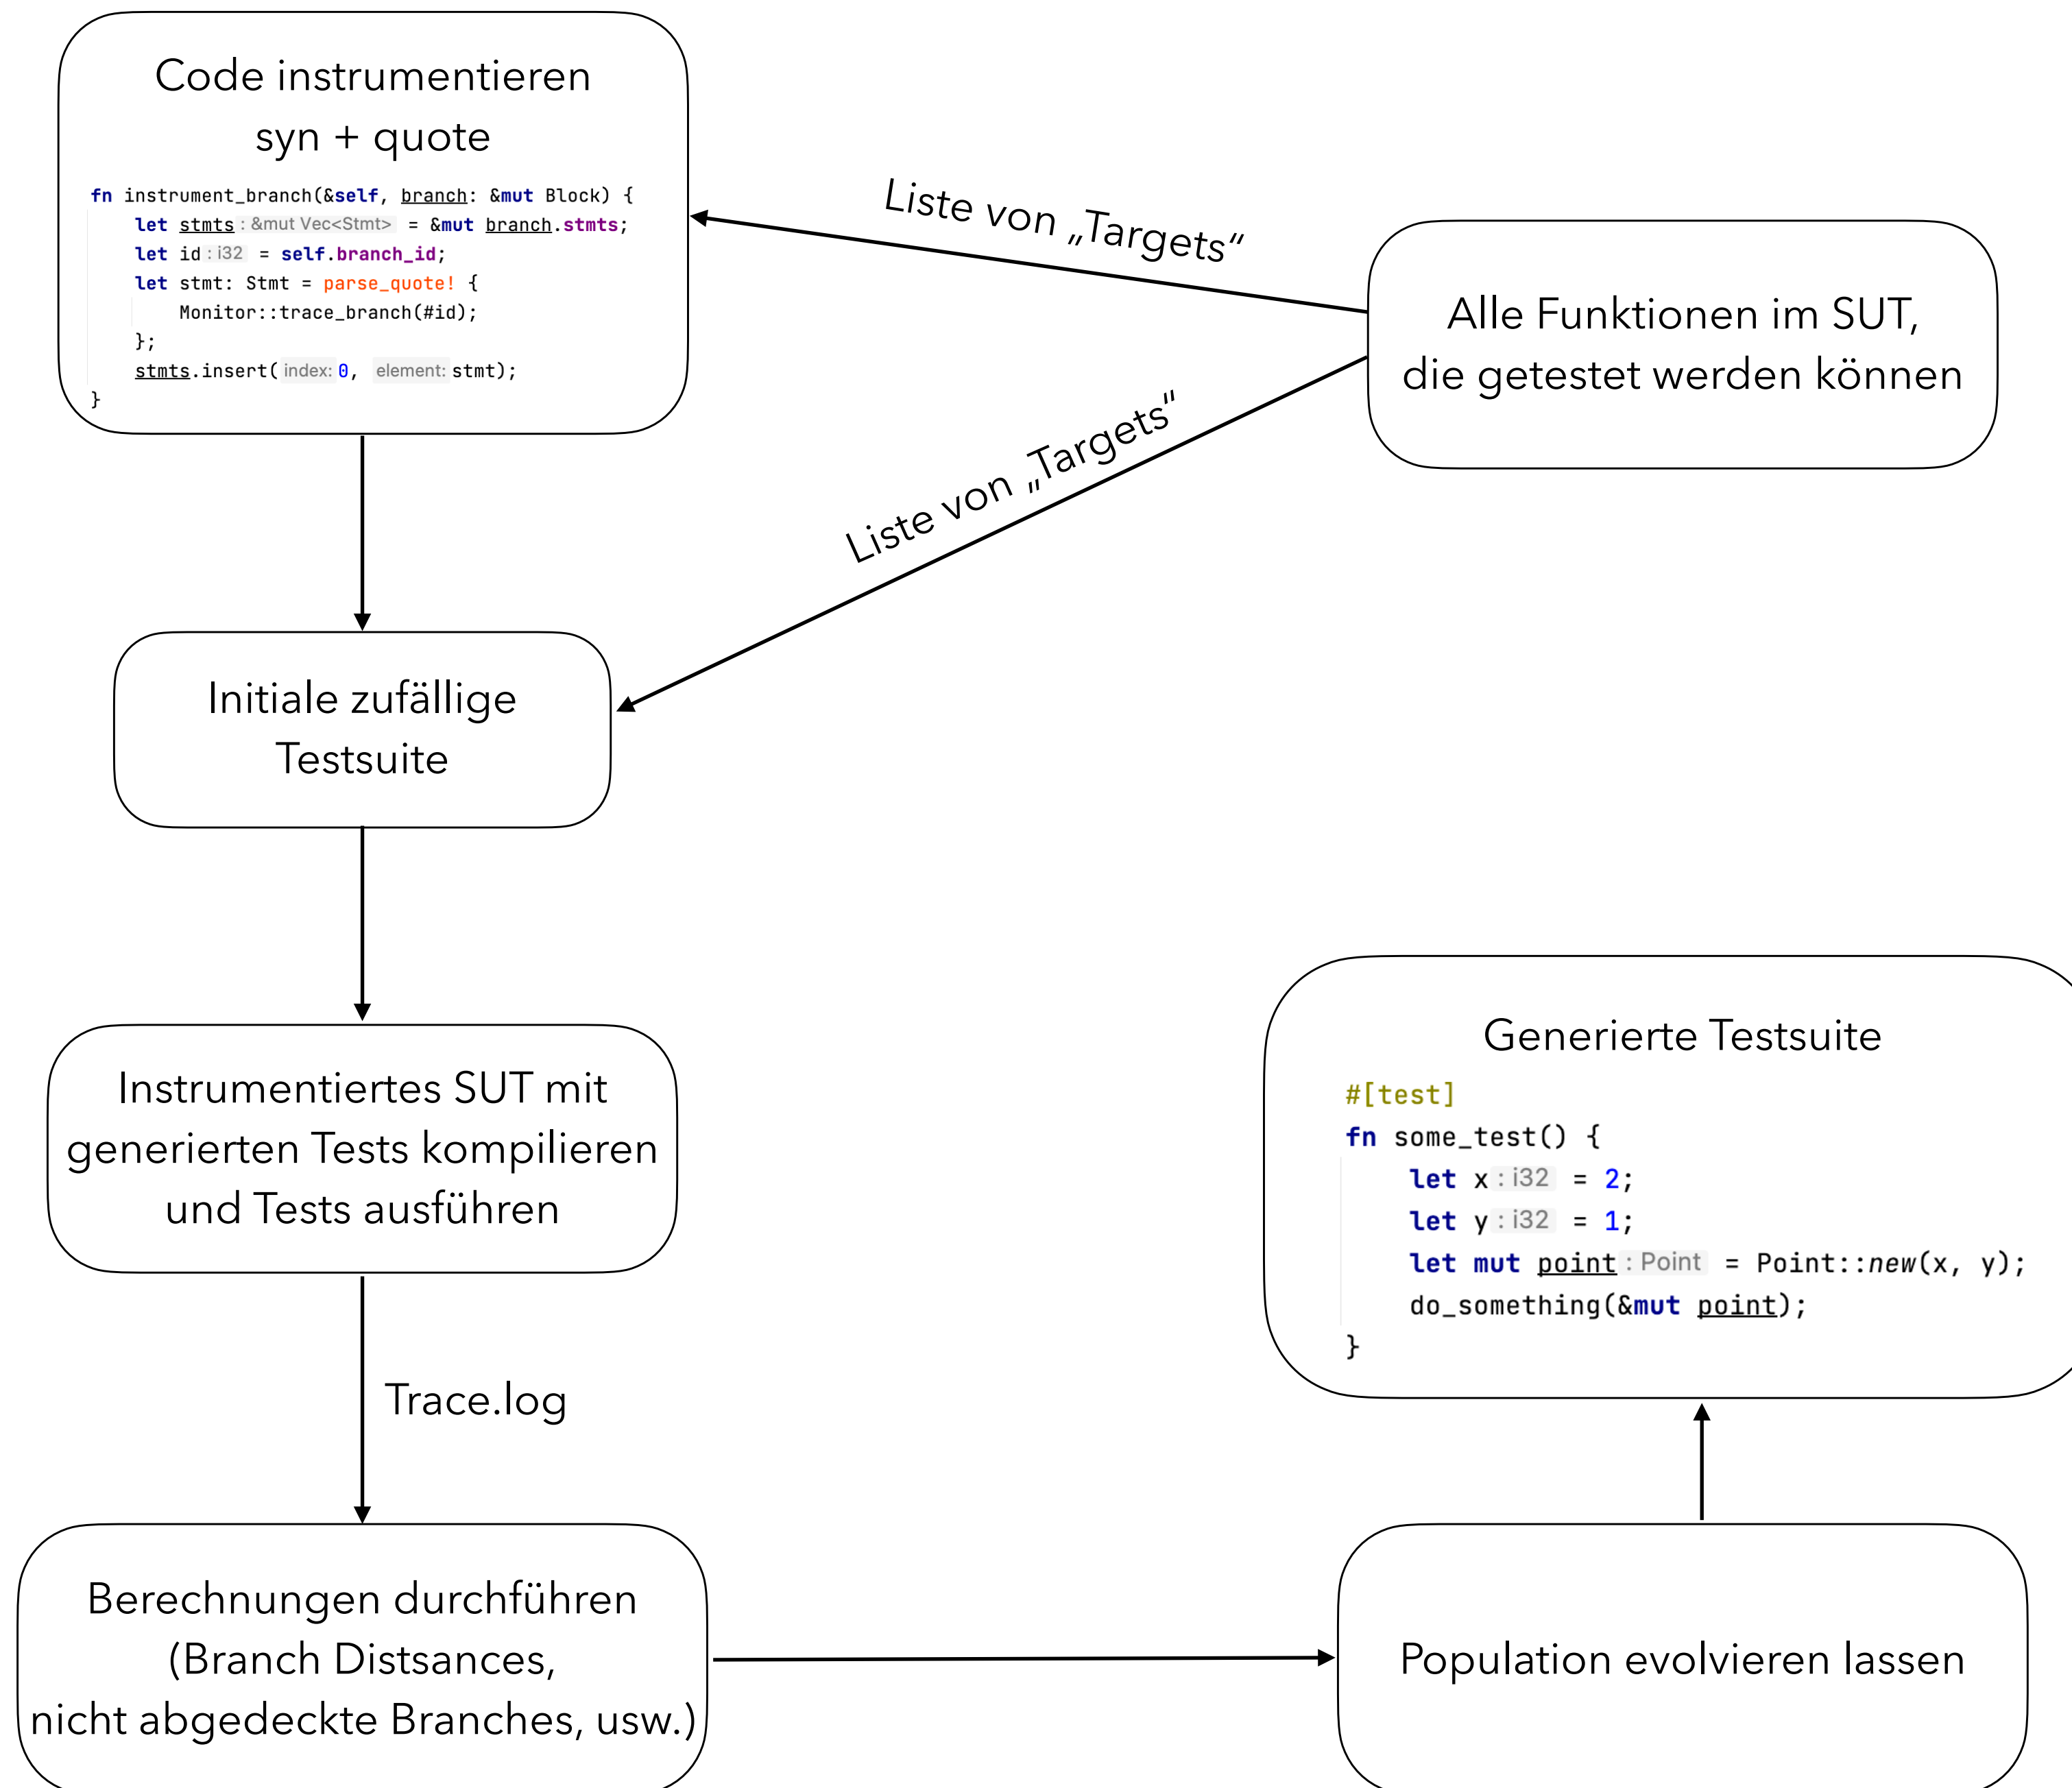 Code instrumentieren
syn + quote
fn instrument_branch(&self, branch: &mut Block) {
let stmts : &mut Vec<Stmt> = &mut branch.stmts;
let id : i32 = self.branch_id;
let stmt: Stmt = parse_quote! {
Monitor::trace_branch(#id);
};
stmts.insert( index: 0, element: stmt);
}
Liste von „Targets“
Alle Funktionen im SUT,
die getestet werden können
Liste von „Targets“
Initiale zufällige
Testsuite
Instrumentiertes SUT mit
generierten Tests kompilieren
und Tests ausführen
Trace.log
Generierte Testsuite
#[test]
fn some_test() {
let x : i32 = 2;
let y : i32 = 1;
let mut point : Point = Point::new(x, y);
do_something(&mut point);
}
Berechnungen durchführen
(Branch Distsances,
nicht abgedeckte Branches, usw.)
Population evolvieren lassen